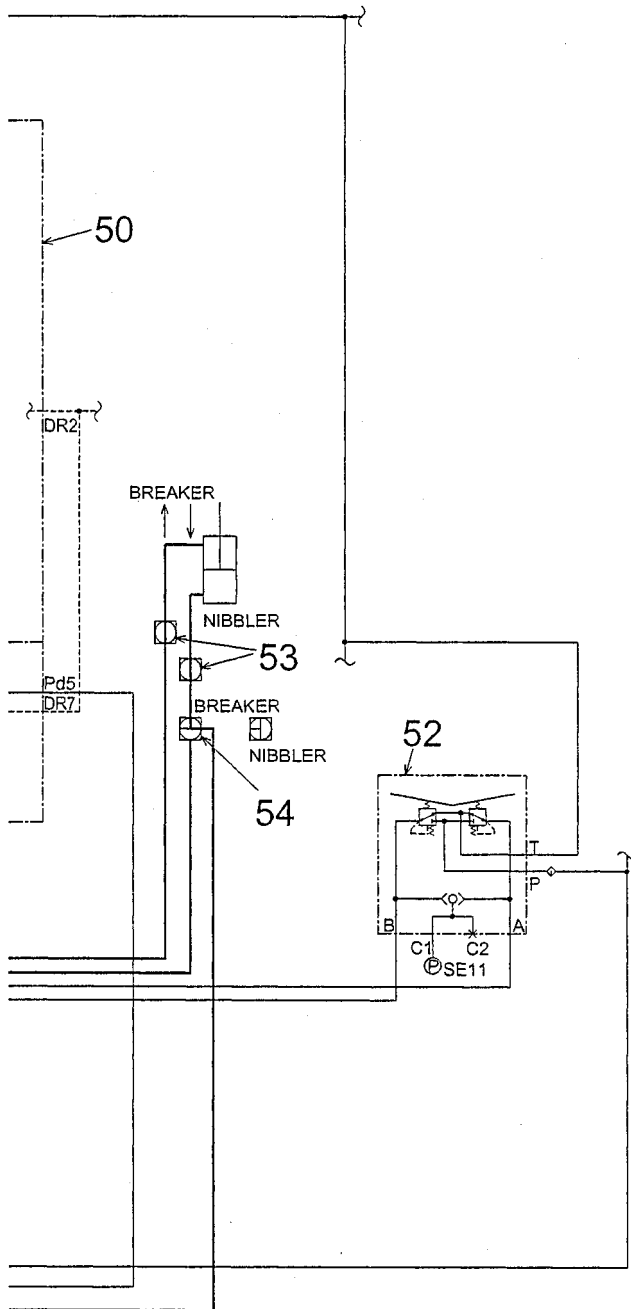 50
DR2
BREAKER
NIBBLER
53
Pd5
DR7
BREAKER
NIBBLER
54
52
T
P
B
A
C1
C2
P
SE11